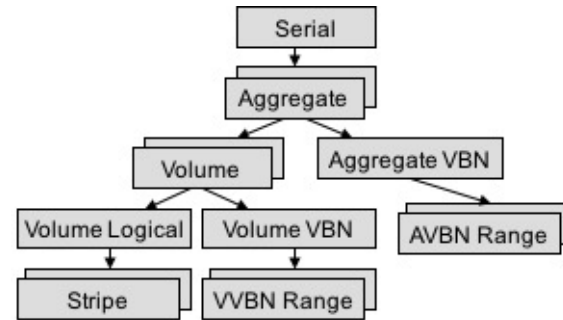 Serial
Aggregate
Volume
Aggregate VBN
Volume Logical
Volume VBN
AVBN Range
Stripe
VVBN Range